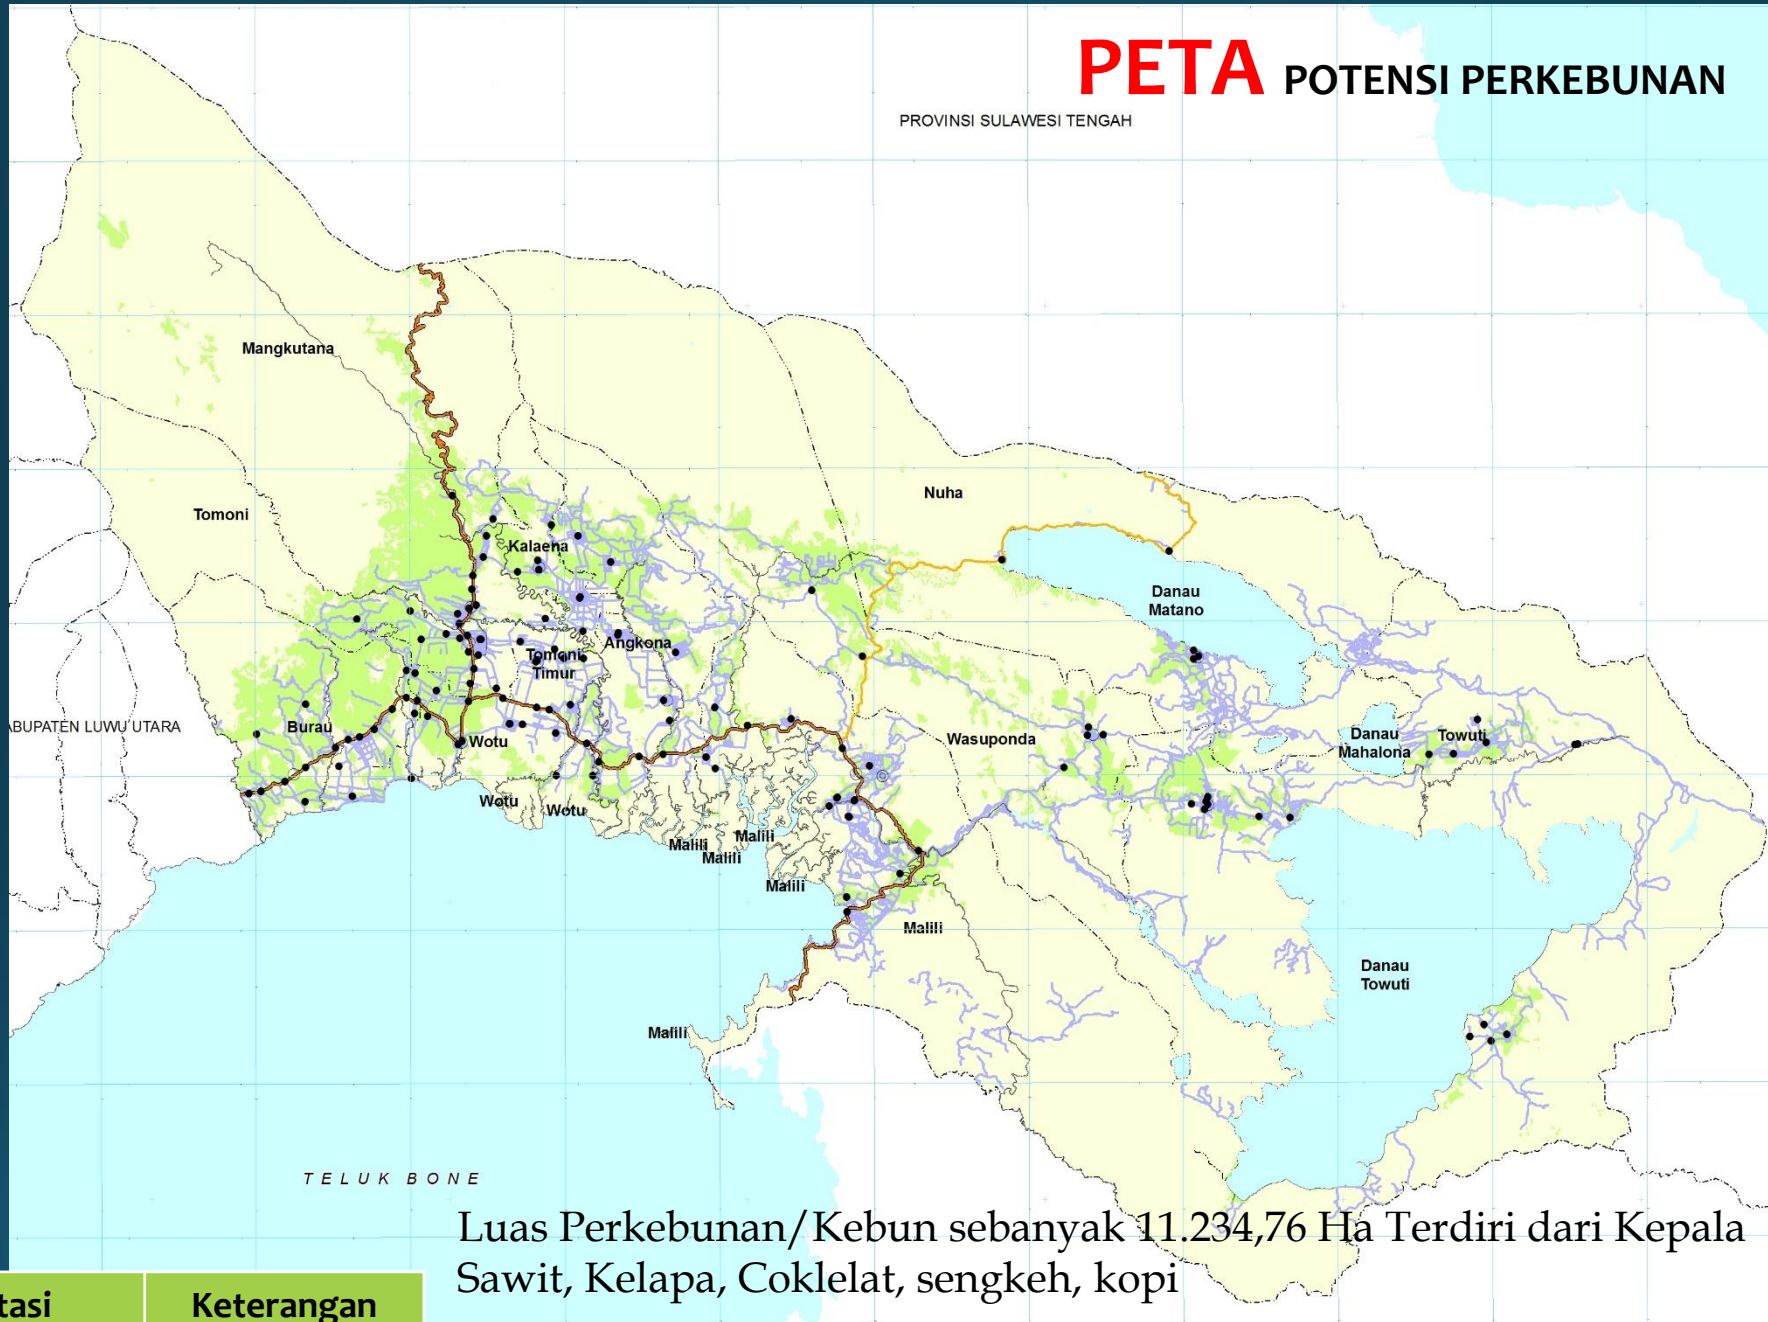 PETA POTENSI PERKEBUNAN
PROVINSI SULAWESI TENGAH
Mangkutana
Nuha
Tomoni
Kalaena
Danau
Matano
Angkona
Tomoni
Timur
ABUPATEN LUWU UTARA
Burau
Wotu
Wasuponda
Danau
Mahalona
Towuti
Wotu
Wotu
Malili
Malili
Malili
Malili
Malili
Danau
Towuti
Malili
TELUK BONE
Luas Perkebunan/Kebun sebanyak 11.234,76 Ha Terdiri dari Kepala
Sawit, Kelapa, Coklelat, sengkeh, kopi
tasi
Keterangan